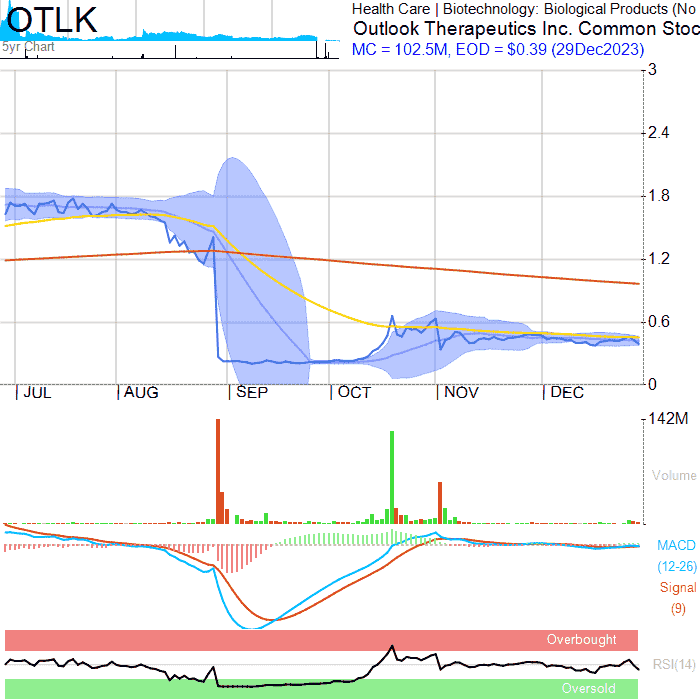 OTLK
Health Care | Biotechnology: Biological Products (No
Outlook Therapeutics Inc. Common Stoc
MC = 102.5M, EOD = $0.39 (29Dec2023)
5yr Chart
3
2.4
1.8
1.2
0.6
0
JUL AUG SEP OCT NOV DEC
142M
Volume
MACD
(12-26)
Signal
(9)
Overbought
RSI(14)
Oversold